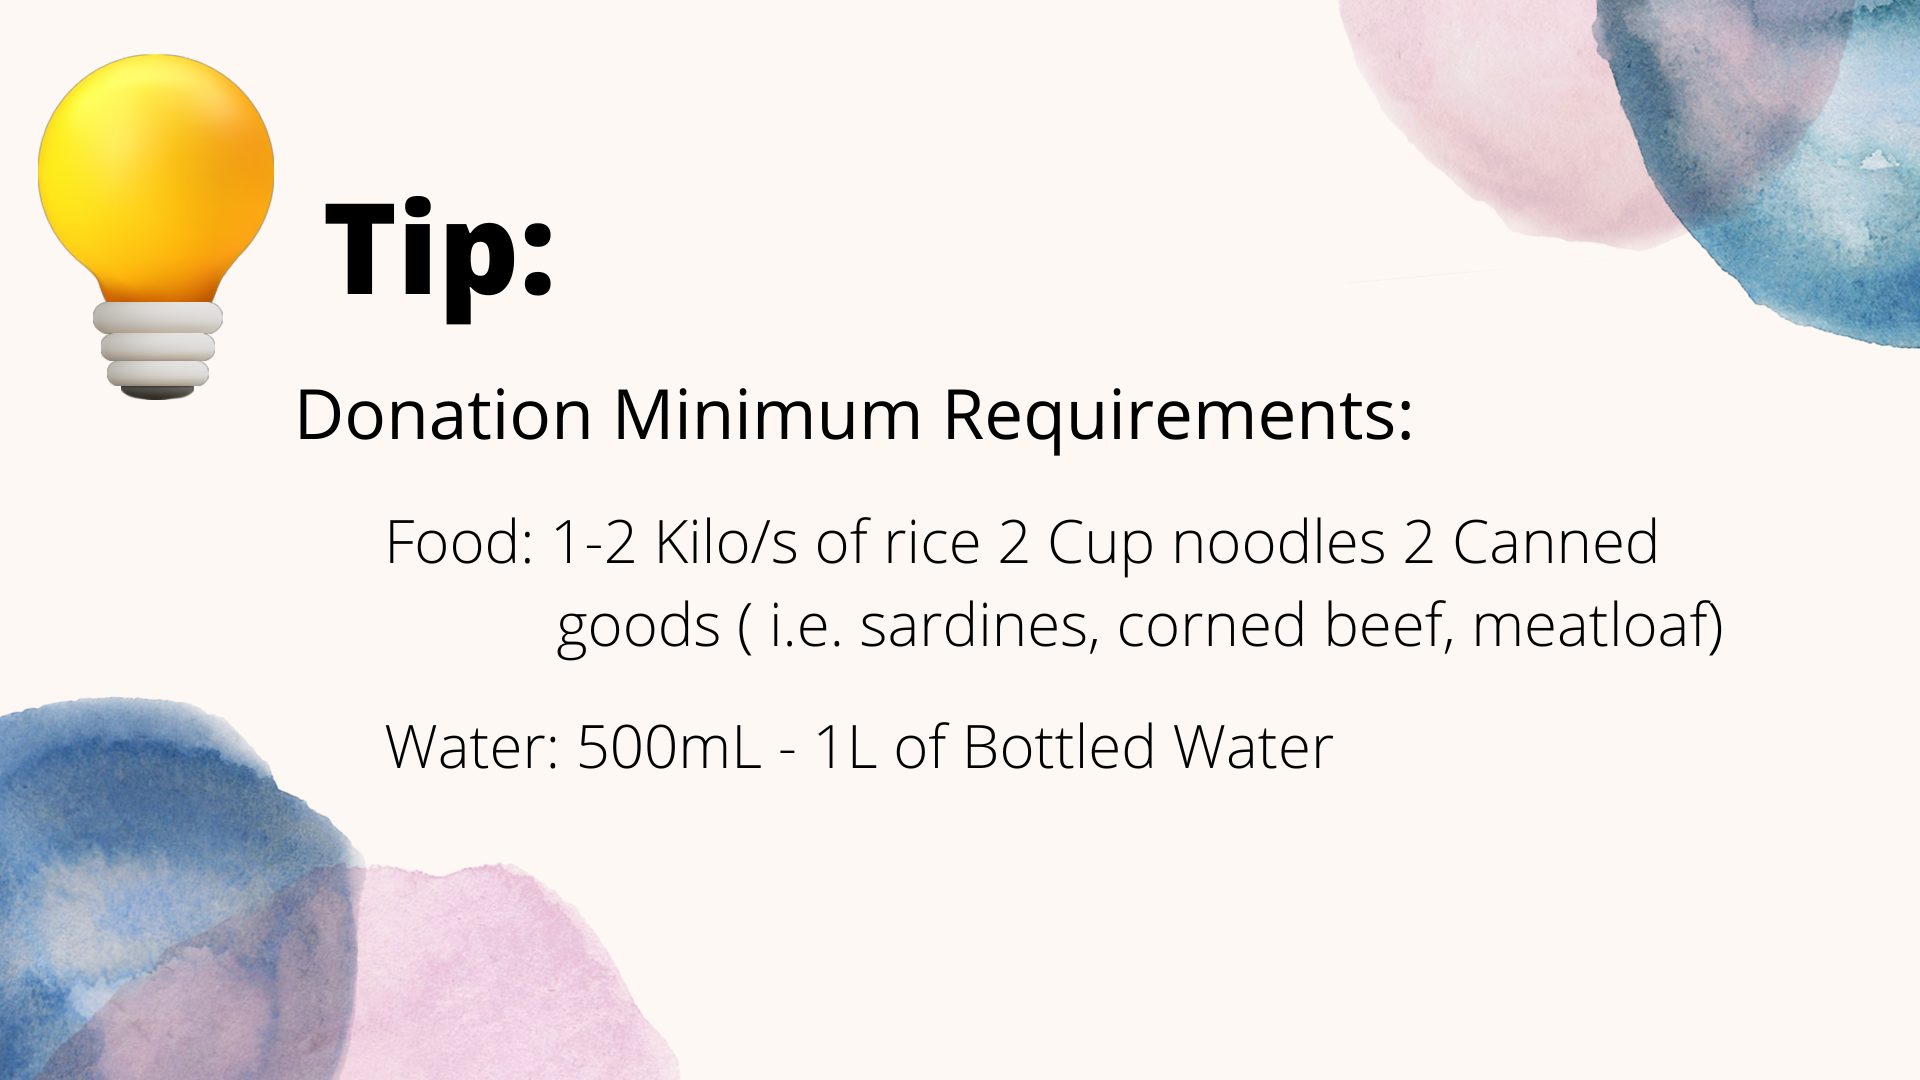 Tip:
Donation Minimum Requirements:
Food: 1-2 Kilo/s of rice 2 Cup noodles 2 Canned
goods ( i.e. sardines, corned beef, meatloaf)
Water: 500mL - 1L of Bottled Water